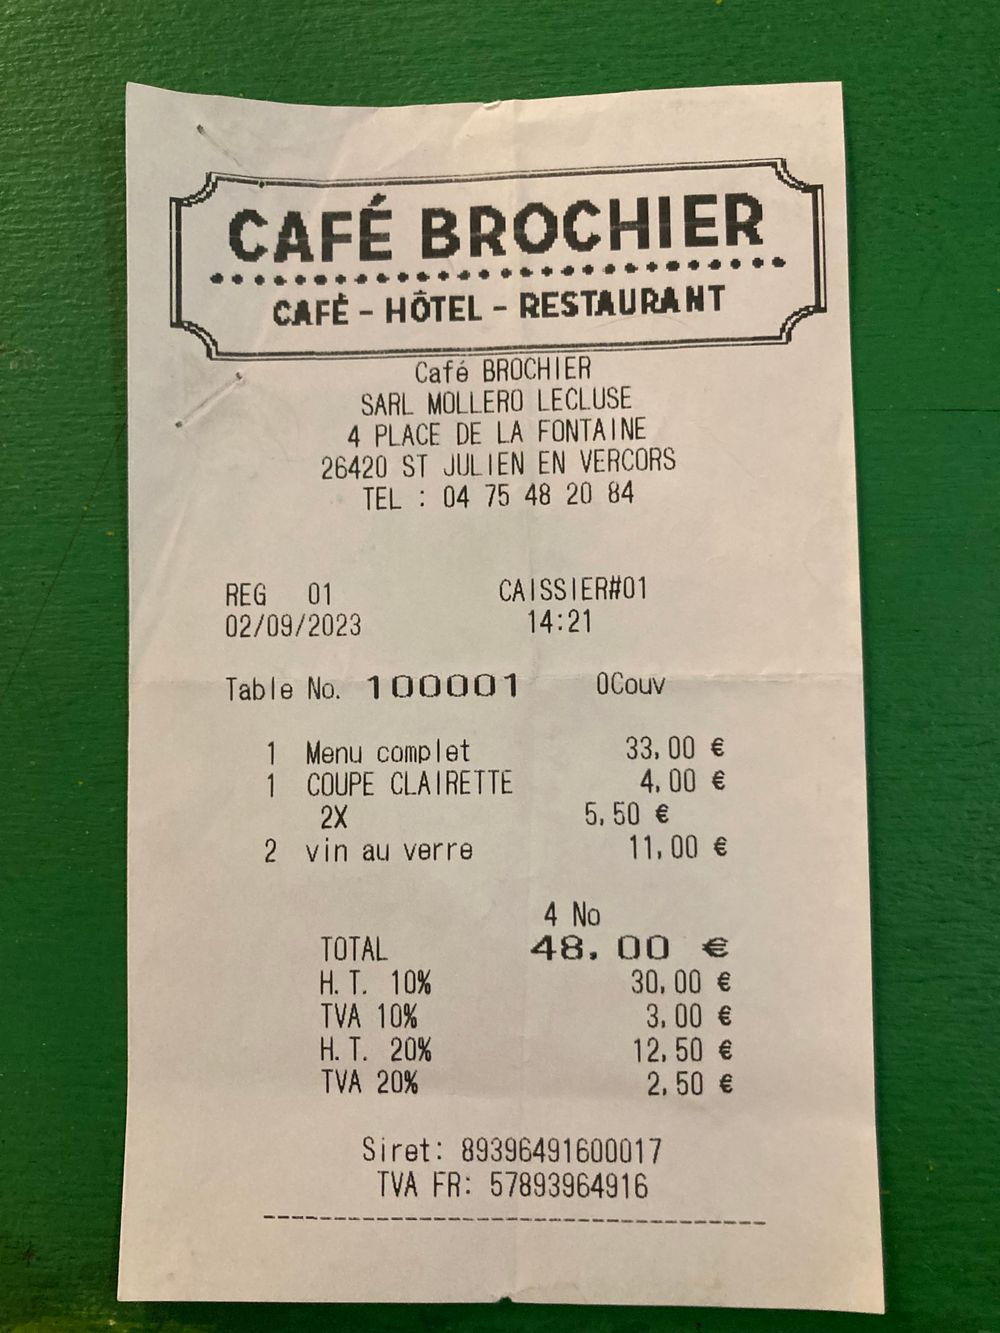 CAFÉ BROCHIER
CAFÉ - HÔTEL - RESTAURANT
Café BROCHIER
SARL MOLLERO LECLUSE
4 PLACE DE LA FONTAINE
26420 ST JULIEN EN VERCORS
TEL : 04 75 48 20 84
REG 01 CAISSIER#01
02/09/2023 14:21
Table No. 100001 0Couv
1 Menu complet 33,00 €
1 COUPE CLAIRETTE 4,00 €
2X 5,50 €
2 vin au verre 11,00 €
4 No
TOTAL 48,00 €
H.T. 10% 30,00 €
TVA 10% 3,00 €
H.T. 20% 12,50 €
TVA 20% 2,50 €
Siret: 89396491600017
TVA FR: 57893964916